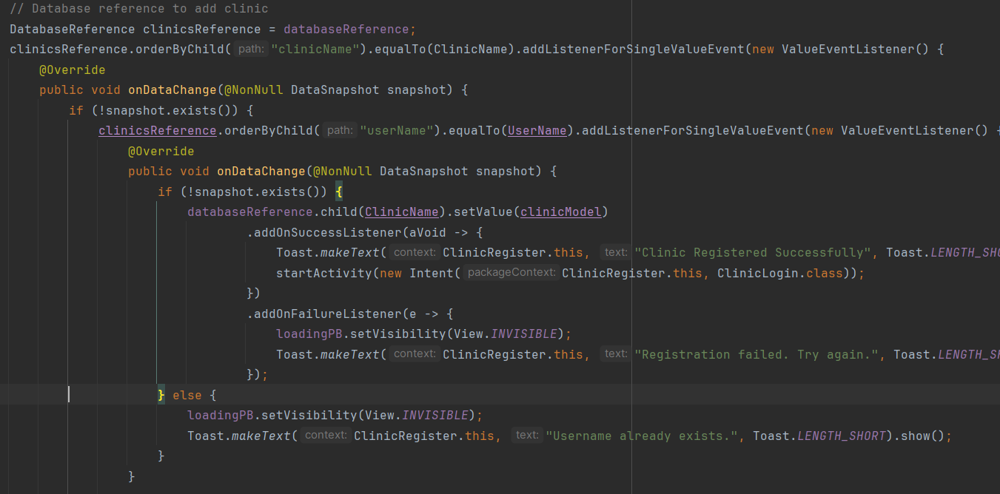 // Database reference to add clinic
DatabaseReference clinicsReference = databaseReference;
clinicsReference.orderByChild( path: "clinicName").equalTo(ClinicName).addListenerForSingleValueEvent(new ValueEventListener() {
@Override
public void onDataChange(@NonNull DataSnapshot snapshot) {
if (!snapshot.exists()) {
clinicsReference.orderByChild( path: "userName").equalTo(UserName).addListenerForSingleValueEvent(new ValueEventListener() {
@Override
public void onDataChange(@NonNull DataSnapshot snapshot) {
if (!snapshot.exists()) {
databaseReference.child(ClinicName).setValue(clinicModel)
.addOnSuccessListener(aVoid -> {
Toast.makeText( context: ClinicRegister.this, text: "Clinic Registered Successfully", Toast.LENGTH_SHO
startActivity(new Intent( packageContext: ClinicRegister.this, ClinicLogin.class));
})
.addOnFailureListener(e -> {
loadingPB.setVisibility(View.INVISIBLE);
Toast.makeText( context: ClinicRegister.this, text: "Registration failed. Try again.", Toast.LENGTH_SH
});
} else {
loadingPB.setVisibility(View.INVISIBLE);
Toast.makeText( context: ClinicRegister.this, text: "Username already exists.", Toast.LENGTH_SHORT).show();
}
}